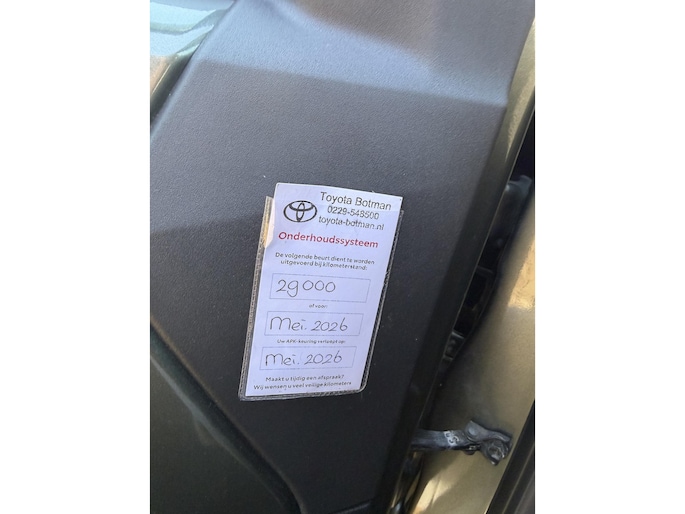 Toyota Botman
0229-548500
toyota-botman.nl
Onderhoudssysteem
De volgende beurt dient te worden
uitgevoerd bij kilometerstand:
29000
of voor:
Mei. 2026
Uw APK-keuring verloopt op:
Mei. 2026
Maakt u tijdig een afspraak?
Wij wensen u veel veilige kilometers